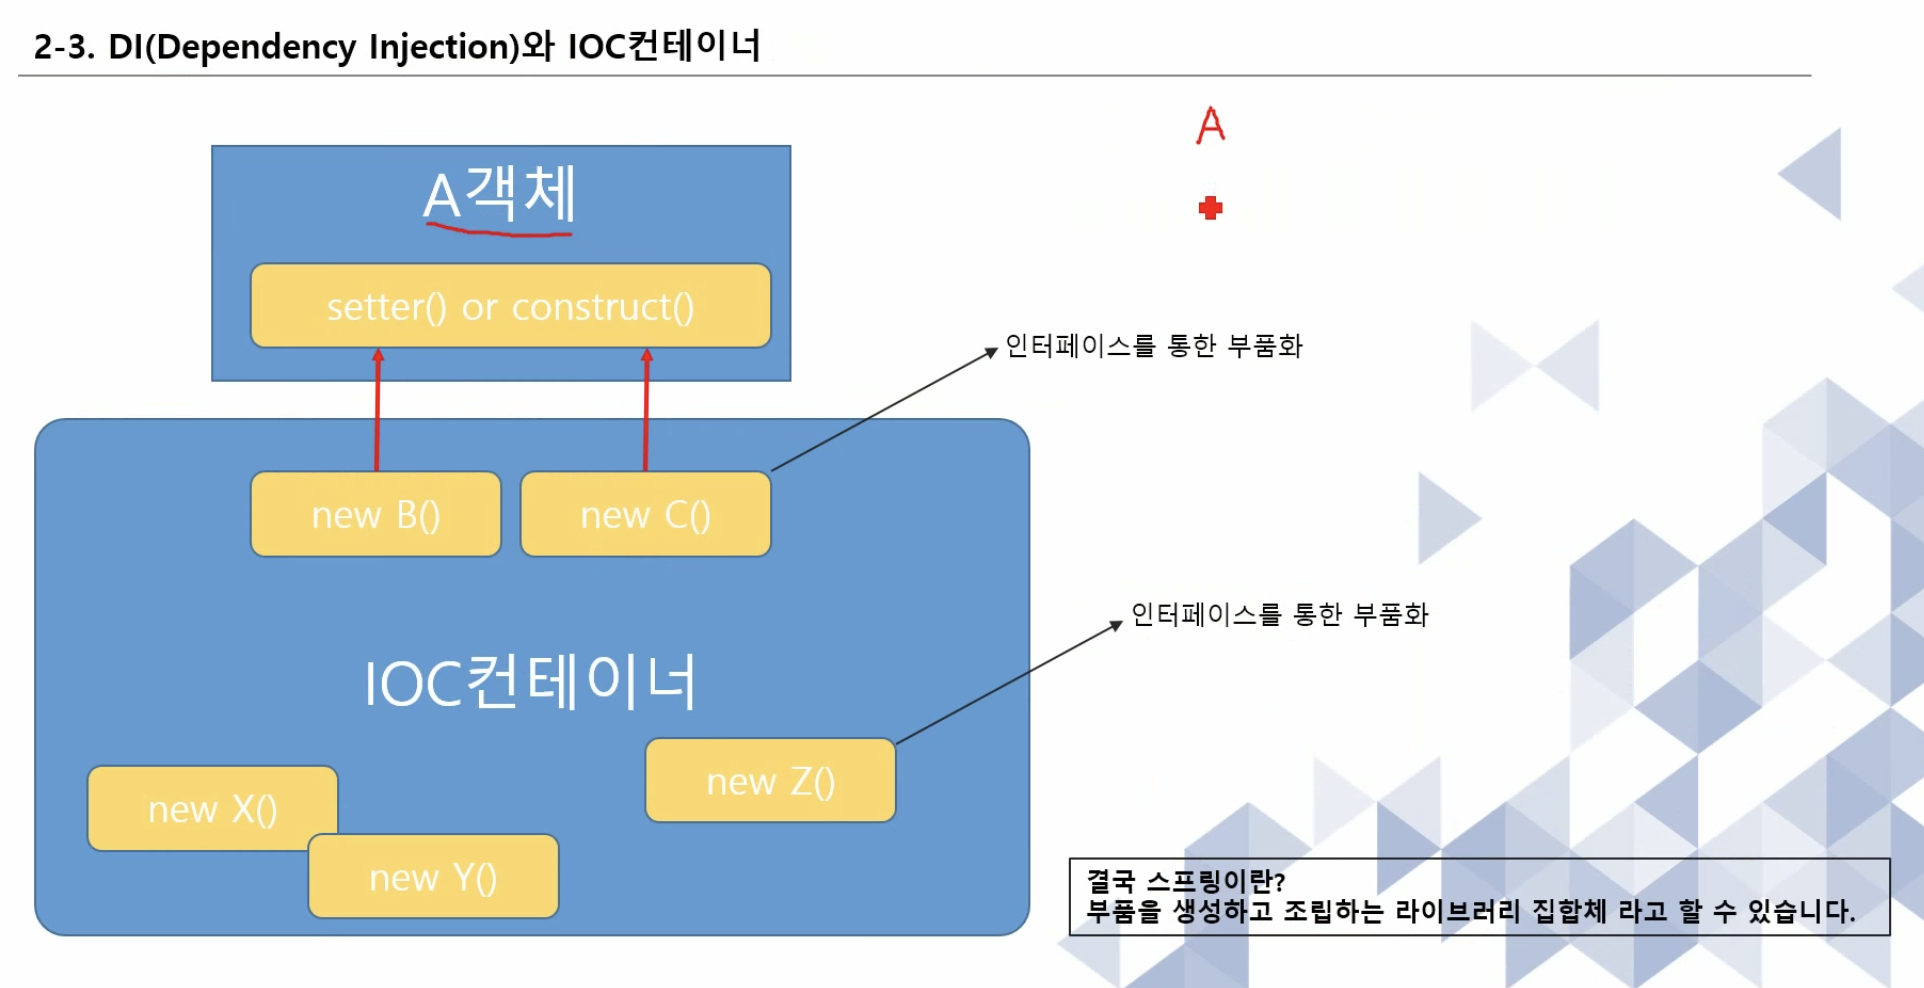 2-3. DI(Dependency Injection)와 IOC컨테이너
A
A객체
setter() or construct()
인터페이스를 통한 부품화
new B()
new C()
인터페이스를 통한 부품화
IOC컨테이너
new Z()
new X()
new Y()
결국 스프링이란?
부품을 생성하고 조립하는 라이브러리 집합체 라고 할 수 있습니다.